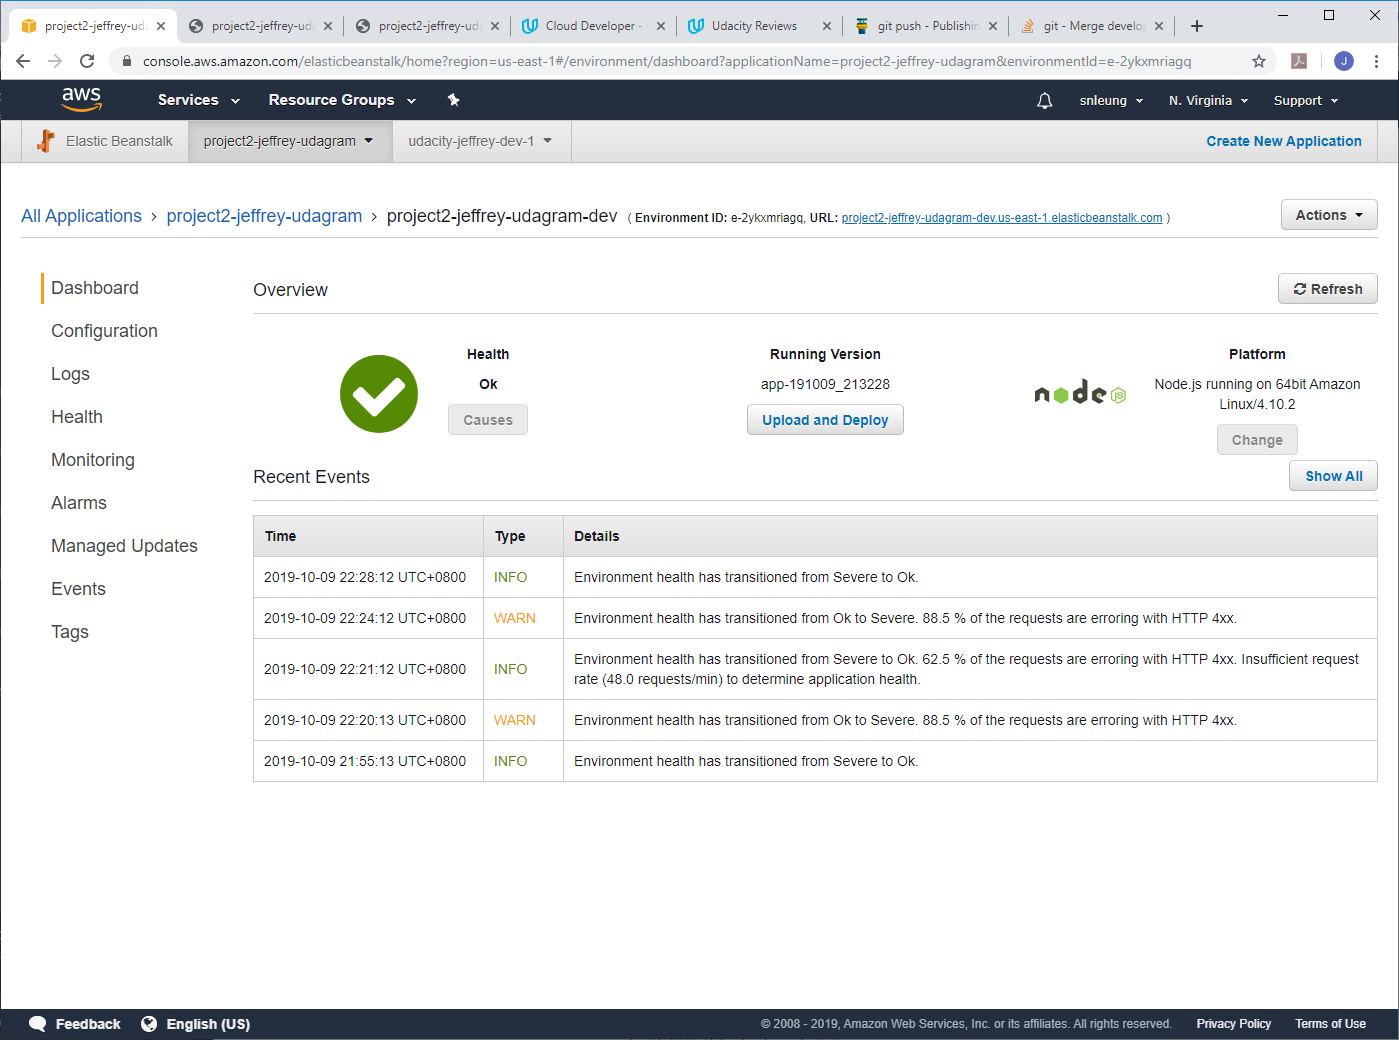 project2-jeffrey-uda
project2-jeffrey-uda
project2-jeffrey-uda
Cloud Developer -
Udacity Reviews
git push - Publishin
git - Merge develop
console.aws.amazon.com/elasticbeanstalk/home?region=us-east-1#/environment/dashboard?applicationName=project2-jeffrey-udagram&environmentId=e-2ykxmriagq
J
aws
Services
Resource Groups
snleung
N. Virginia
Support
Elastic Beanstalk
project2-jeffrey-udagram
udacity-jeffrey-dev-1
Create New Application
All Applications › project2-jeffrey-udagram › project2-jeffrey-udagram-dev ( Environment ID: e-2ykxmriagq, URL: project2-jeffrey-udagram-dev.us-east-1.elasticbeanstalk.com )
Actions
Dashboard
Configuration
Logs
Health
Monitoring
Alarms
Managed Updates
Events
Tags
Overview
Refresh
Health
Ok
Causes
Running Version
app-191009_213228
Upload and Deploy
node
JS
Platform
Node.js running on 64bit Amazon
Linux/4.10.2
Change
Recent Events
Show All
Time Type Details
2019-10-09 22:28:12 UTC+0800 INFO Environment health has transitioned from Severe to Ok.
2019-10-09 22:24:12 UTC+0800 WARN Environment health has transitioned from Ok to Severe. 88.5 % of the requests are erroring with HTTP 4xx.
2019-10-09 22:21:12 UTC+0800 INFO Environment health has transitioned from Severe to Ok. 62.5 % of the requests are erroring with HTTP 4xx. Insufficient request
rate (48.0 requests/min) to determine application health.
2019-10-09 22:20:13 UTC+0800 WARN Environment health has transitioned from Ok to Severe. 88.5 % of the requests are erroring with HTTP 4xx.
2019-10-09 21:55:13 UTC+0800 INFO Environment health has transitioned from Severe to Ok.
Feedback
English (US)
© 2008 - 2019, Amazon Web Services, Inc. or its affiliates. All rights reserved.
Privacy Policy
Terms of Use